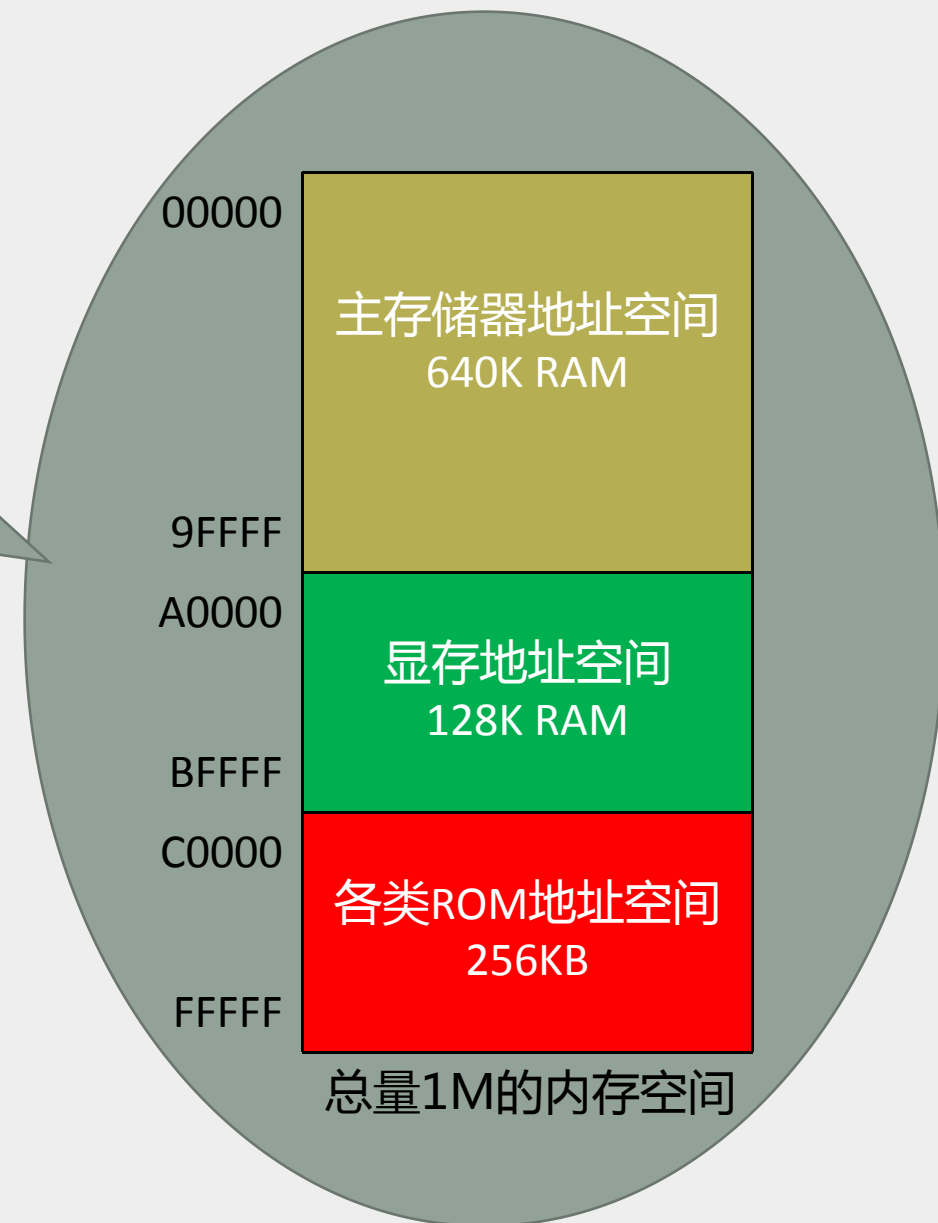 00000
主存储器地址空间
640K RAM
9FFFF
A0000
显存地址空间
128K RAM
BFFFF
C0000
各类ROM地址空间
256KB
FFFFF
总量1M的内存空间